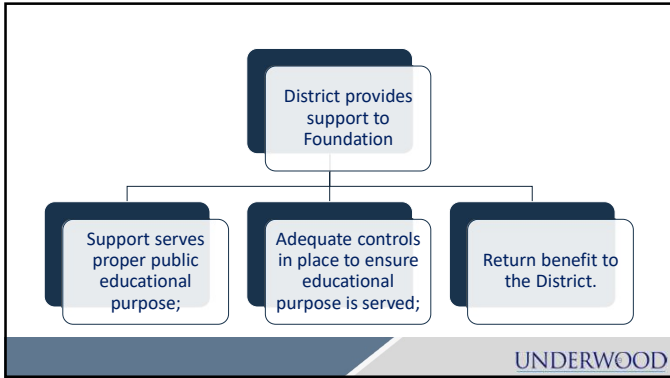 District provides
support to
Foundation
Support serves
proper public
educational
purpose;
Adequate controls
in place to ensure
educational
purpose is served;
Return benefit to
the District.
UNDERWOOD